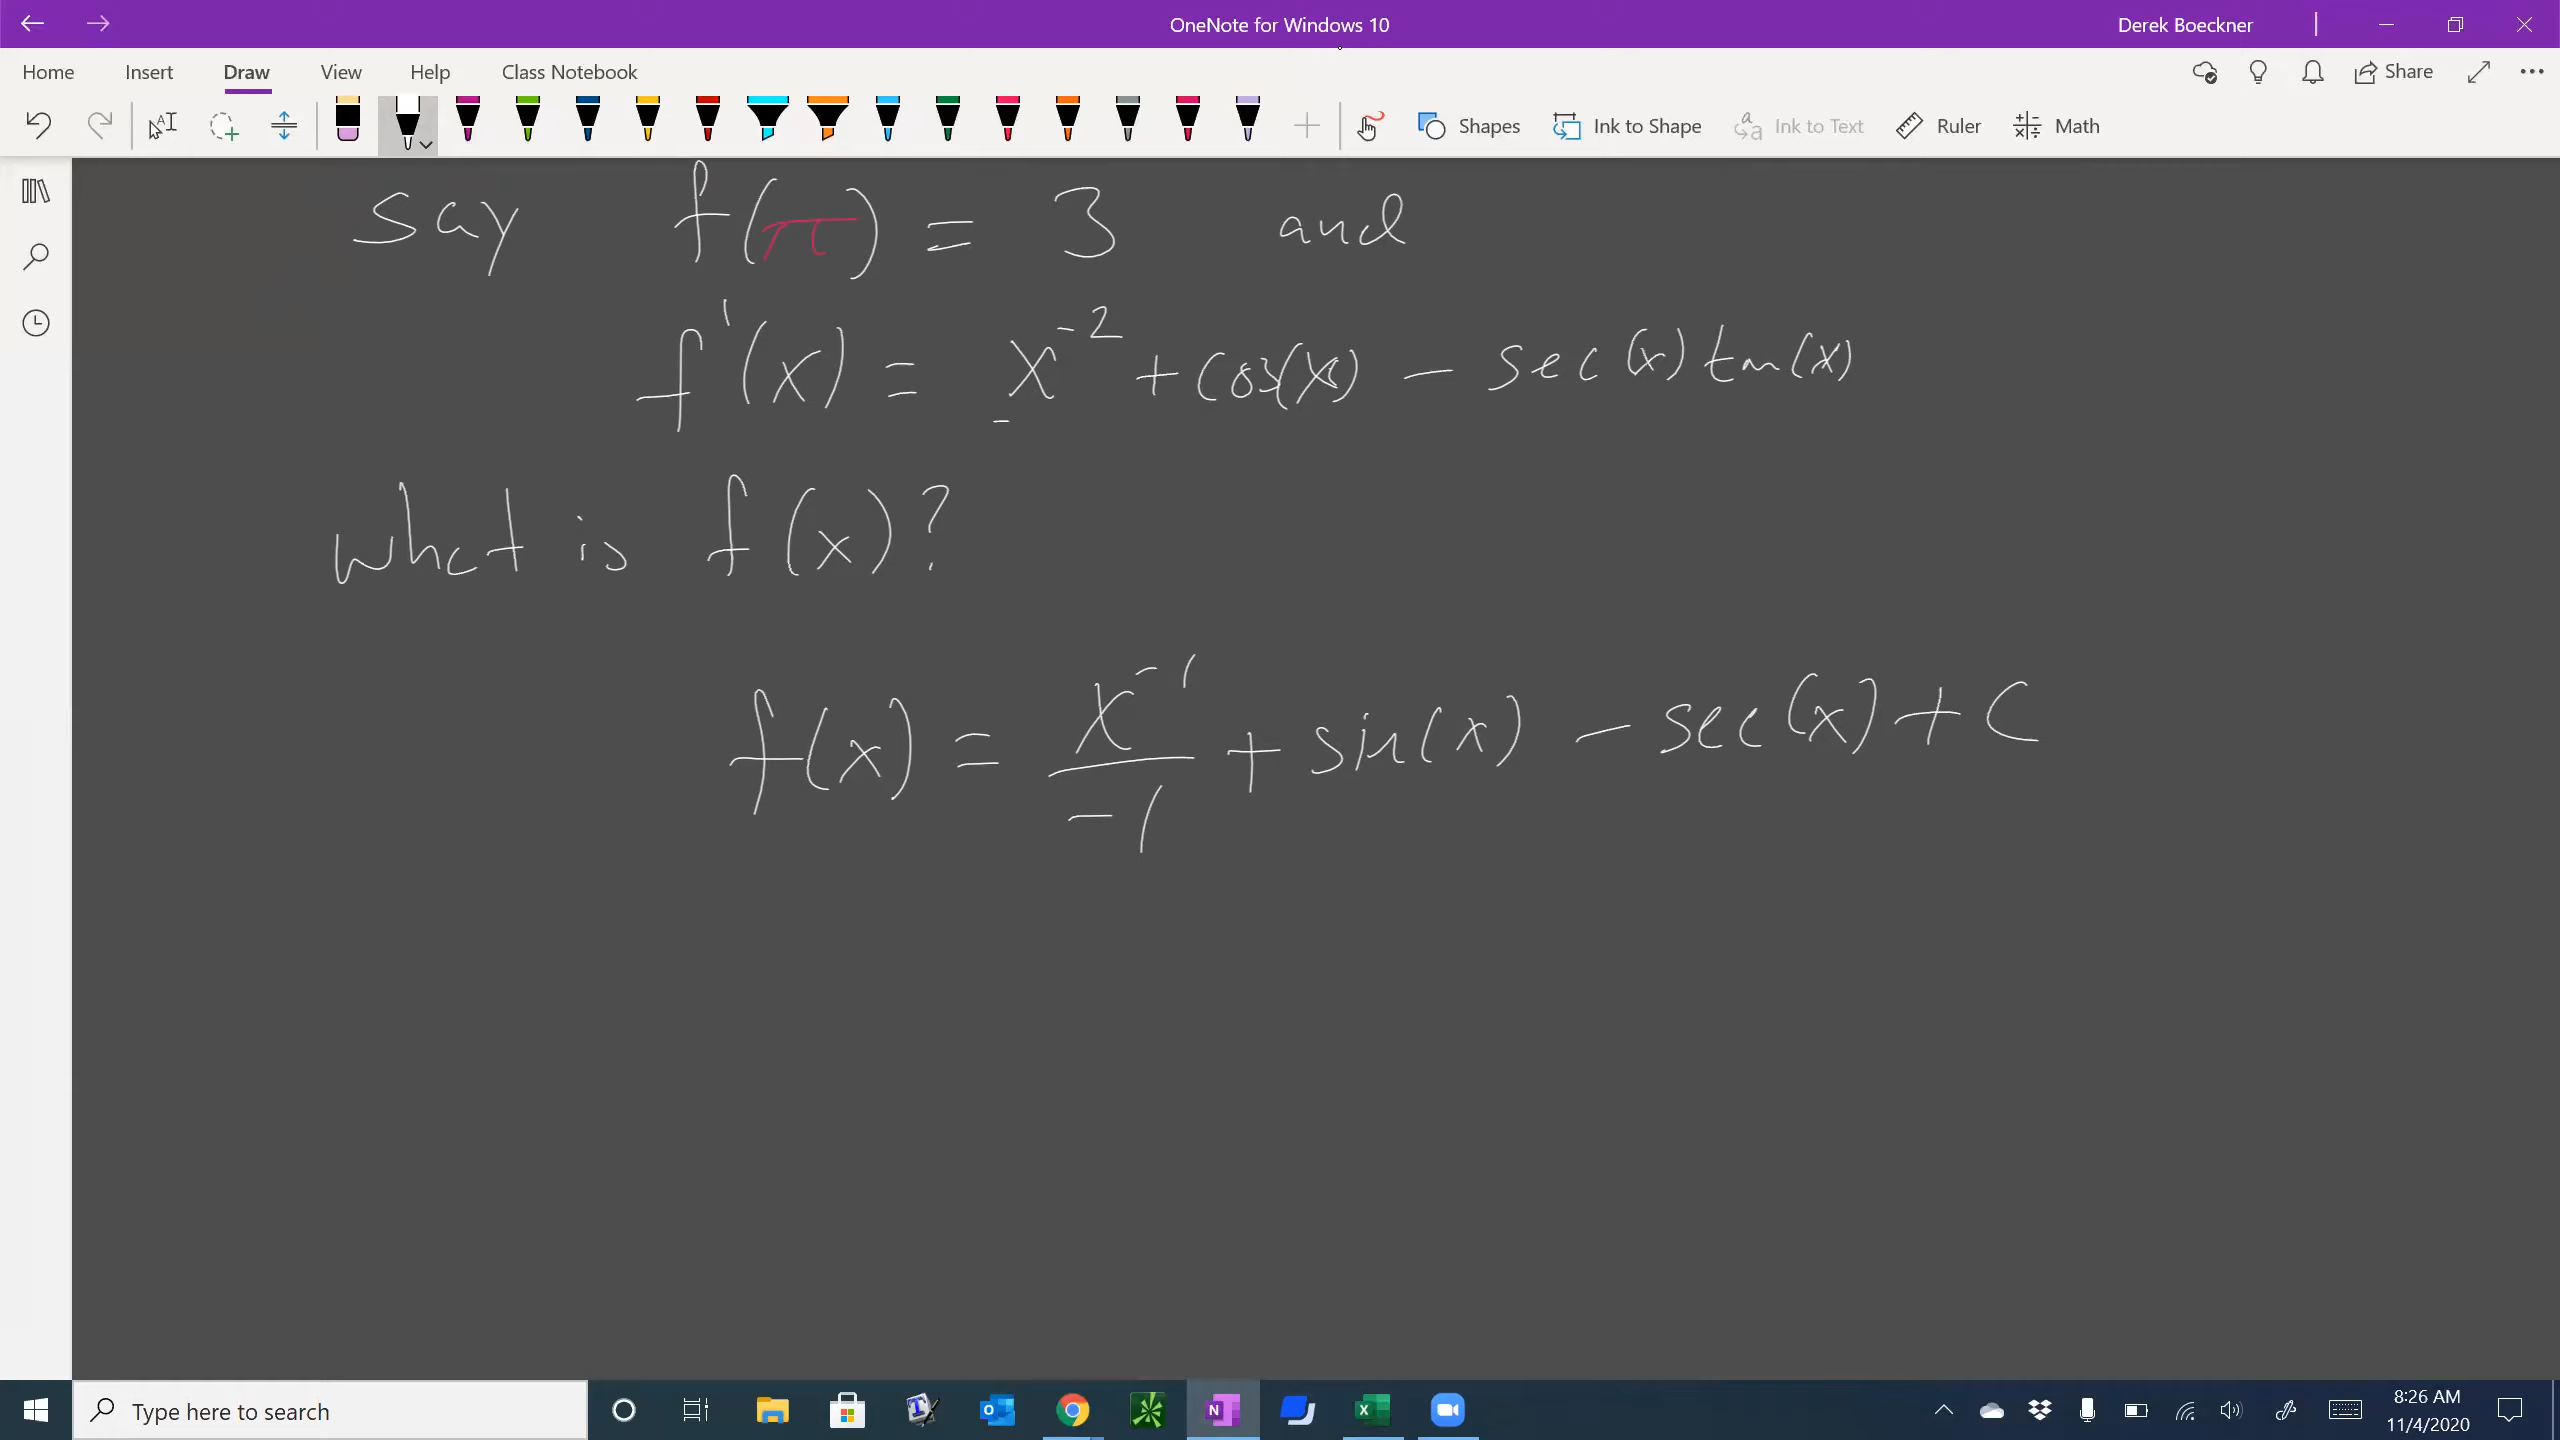 OneNote for Windows 10
Derek Boeckner
Home Insert Draw View Help Class Notebook
Share
Shapes Ink to Shape Ink to Text Ruler Math
say f(π) = 3 and
f'(x) = x^-2 + cos(x) - sec(x) tan(x)
What is f(x)?
f(x) = x^-1/-1 + sin(x) - sec(x) + C
Type here to search
8:26 AM
11/4/2020